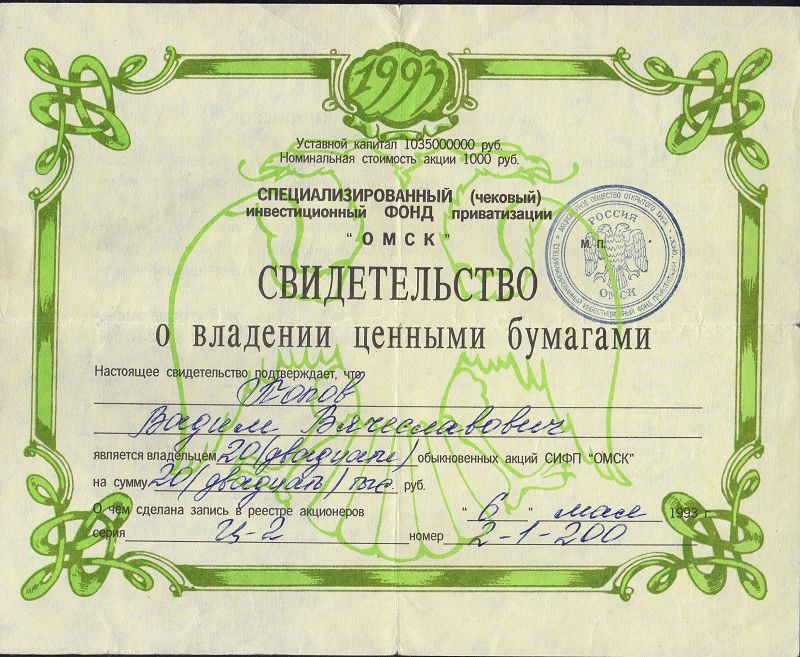 1993
Уставной капитал 1035000000 руб.
Номинальная стоимость акции 1000 руб.
СПЕЦИАЛИЗИРОВАННЫЙ (чековый)
инвестиционный ФОНД приватизации
"ОМСК"
РОССИЯ
М. П.
ОМСК
СВИДЕТЕЛЬСТВО
о владении ценными бумагами
Настоящее свидетельство подтверждает, что
Попов
Вадим Вячеславович
является владельцем 20 (двадцати) обыкновенных акций СИФП "ОМСК"
на сумму 20 (двадцать) тыс. руб.
О чем сделана запись в реестре акционеров "6" мая 1993 г
серия Ц-2 номер 2-1-200